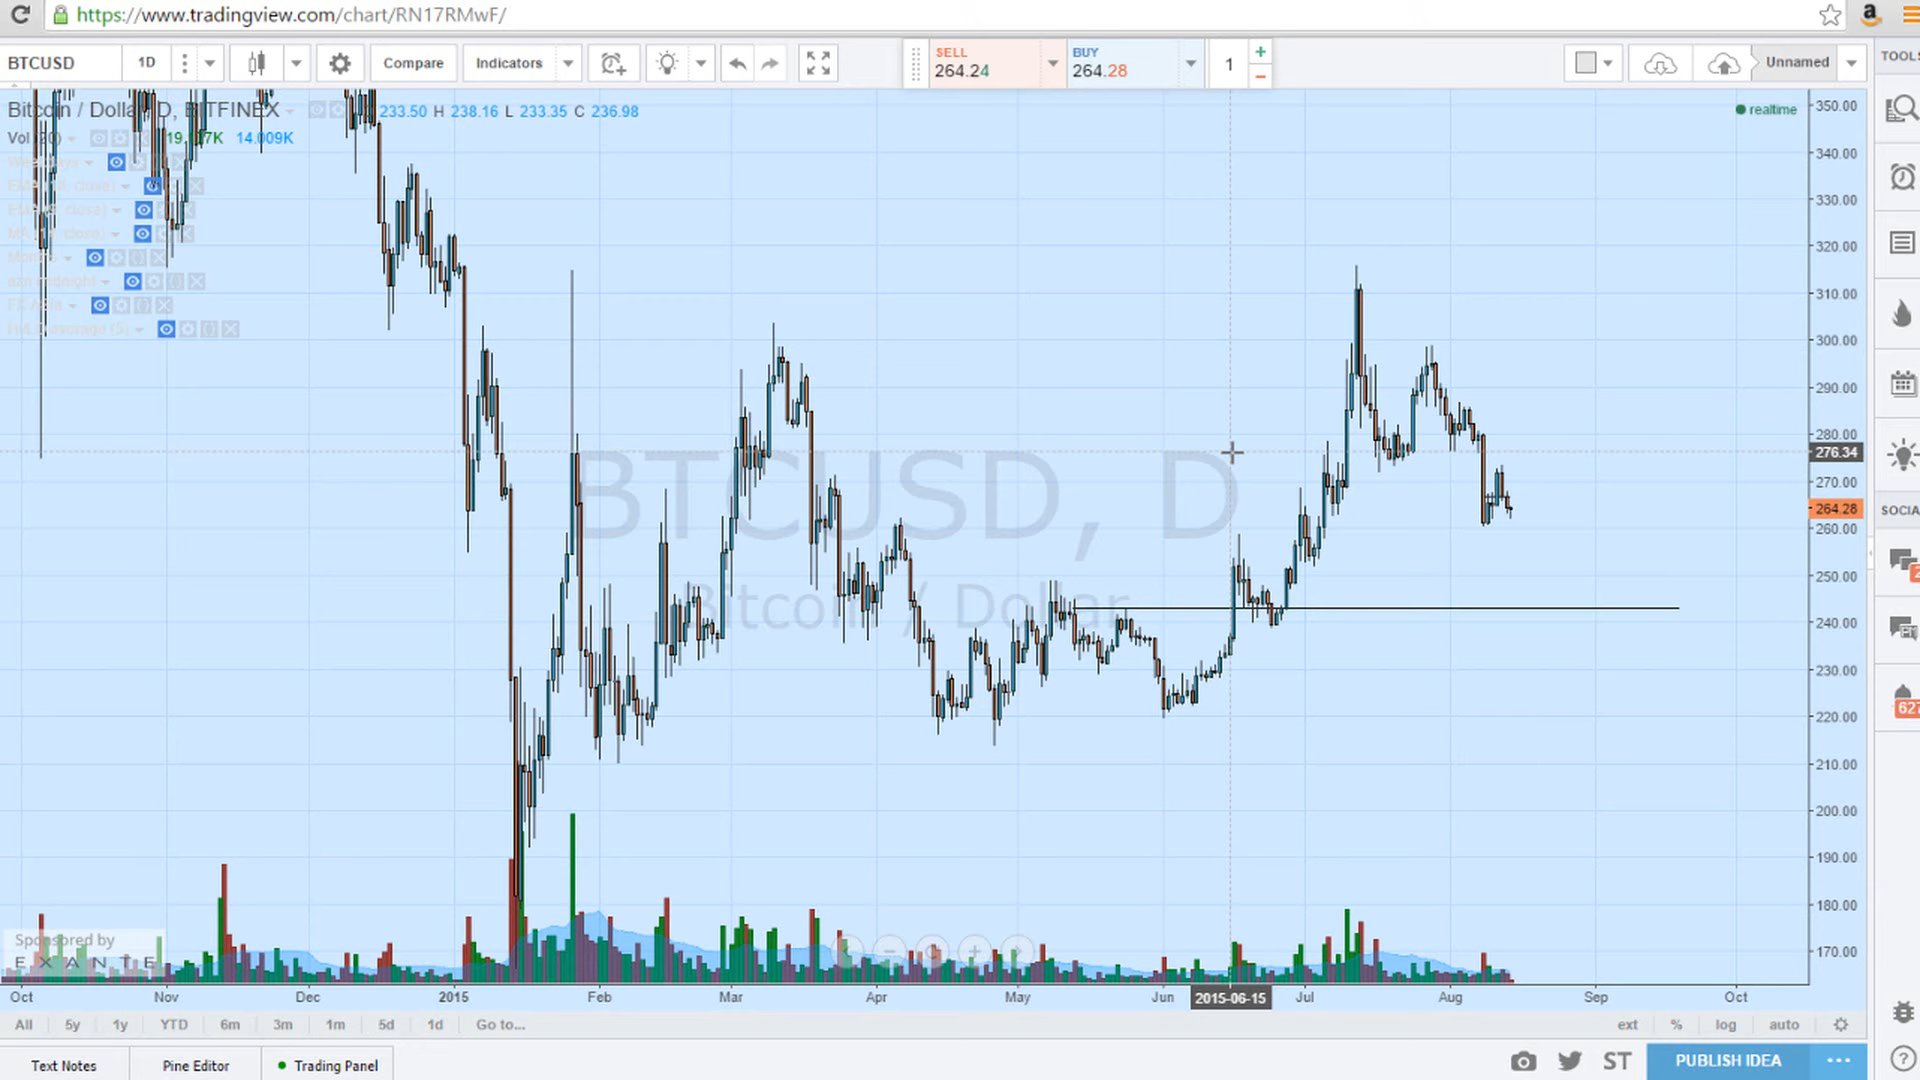 https://www.tradingview.com/chart/RN17RMwF/
BTCUSD 1D Compare Indicators SELL 264.24 BUY 264.28 1 Unnamed TOOLS
Bitcoin / Dollar D, BITFINEX 233.50 H 238.16 L 233.35 C 236.98
realtime
Vol (20) 14.009K
350.00
340.00
330.00
320.00
310.00
300.00
290.00
280.00
276.34
270.00
264.28
260.00
250.00
240.00
230.00
220.00
210.00
200.00
190.00
180.00
170.00
BTCUSD, D
Bitcoin / Dollar
SOCIA
627
Sponsored by
EXANTE
Oct Nov Dec 2015 Feb Mar Apr May Jun 2015-06-15 Jul Aug Sep Oct
All 5y 1y YTD 6m 3m 1m 5d 1d Go to... ext % log auto
Text Notes Pine Editor Trading Panel ST PUBLISH IDEA